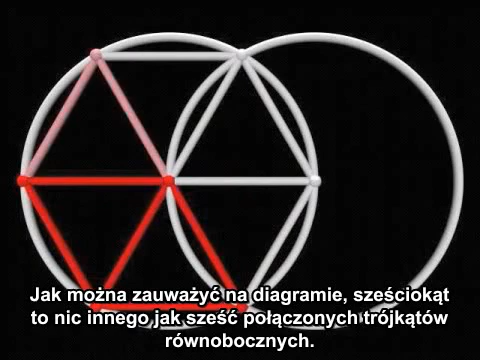 Jak można zauważyć na diagramie, sześciokąt
to nic innego jak sześć połączonych trójkątów
równobocznych.